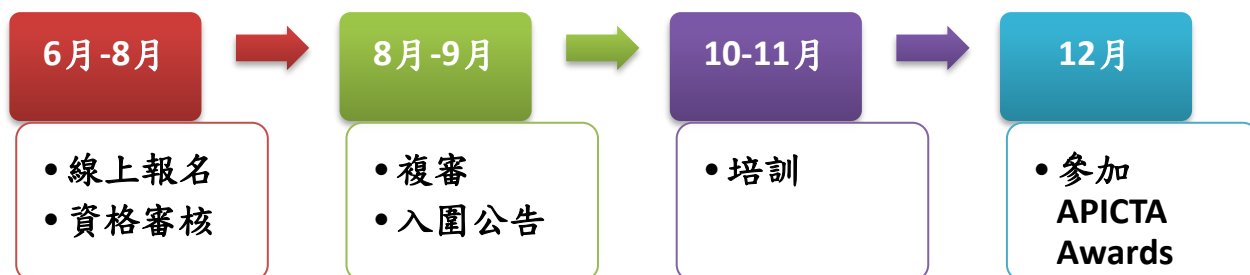 6月-8月
• 線上報名
• 資格審核
8月-9月
• 複審
• 入圍公告
10-11月
• 培訓
12月
• 參加
APICTA
Awards